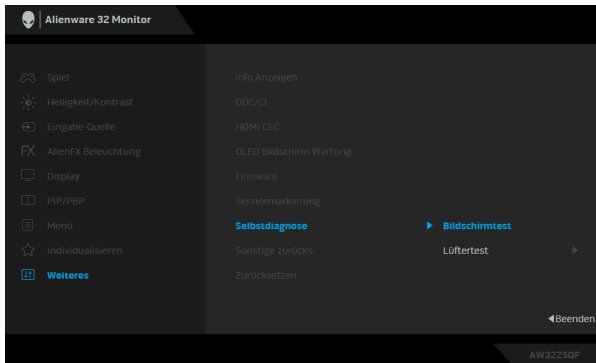 Alienware 32 Monitor
Spiel
Helligkeit/Kontrast
Eingabe-Quelle
FX AlienFX Beleuchtung
Display
PIP/PBP
Menü
Individualisieren
Weiteres
Info Anzeigen
DDC/CI
HDMI CEC
OLED Bildschirm Wartung
Firmware
Servicemarkierung
Selbstdiagnose
Sonstige zurücks.
Zurücksetzen
Bildschirmtest
Lüftertest
Beenden
AW3225QF